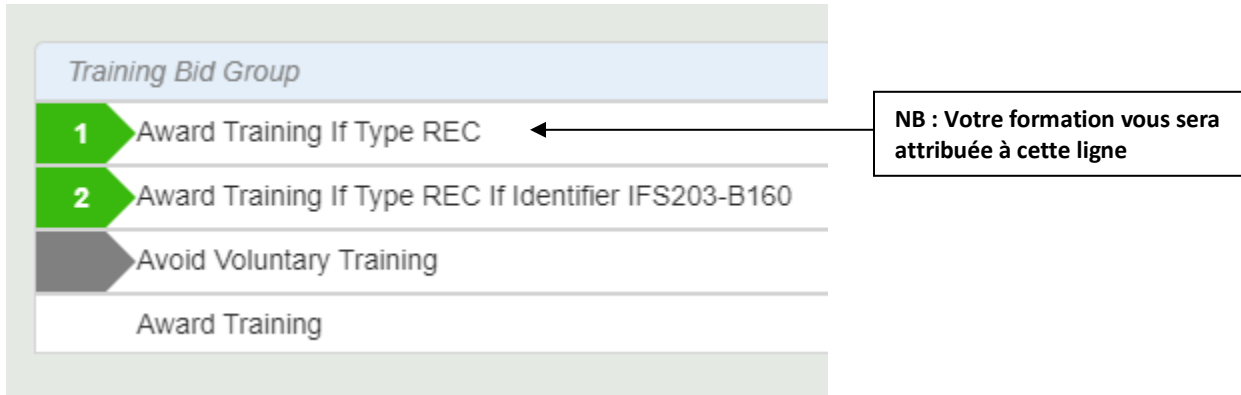 Training Bid Group
1 Award Training If Type REC
NB : Votre formation vous sera
attribuée à cette ligne
2 Award Training If Type REC If Identifier IFS203-B160
Avoid Voluntary Training
Award Training